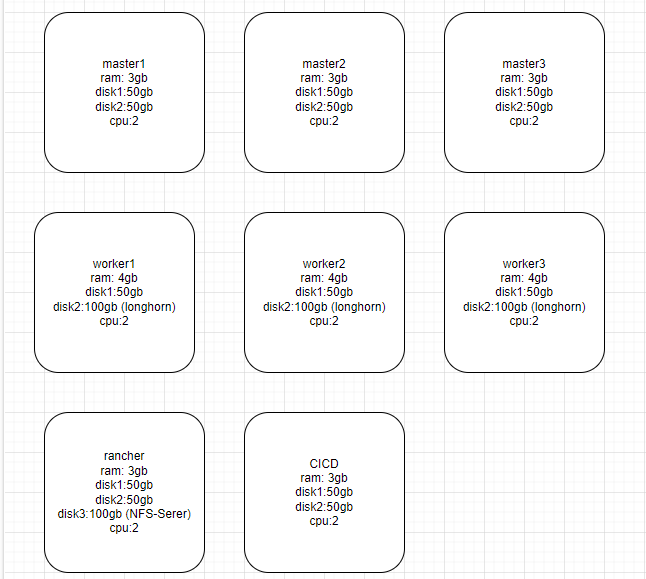 master1
ram: 3gb
disk1:50gb
disk2:50gb
cpu:2
master2
ram: 3gb
disk1:50gb
disk2:50gb
cpu:2
master3
ram: 3gb
disk1:50gb
disk2:50gb
cpu:2
worker1
ram: 4gb
disk1:50gb
disk2:100gb (longhorn)
cpu:2
worker2
ram: 4gb
disk1:50gb
disk2:100gb (longhorn)
cpu:2
worker3
ram: 4gb
disk1:50gb
disk2:100gb (longhorn)
cpu:2
rancher
ram: 3gb
disk1:50gb
disk2:50gb
disk3:100gb (NFS-Serer)
cpu:2
CICD
ram: 3gb
disk1:50gb
disk2:50gb
cpu:2